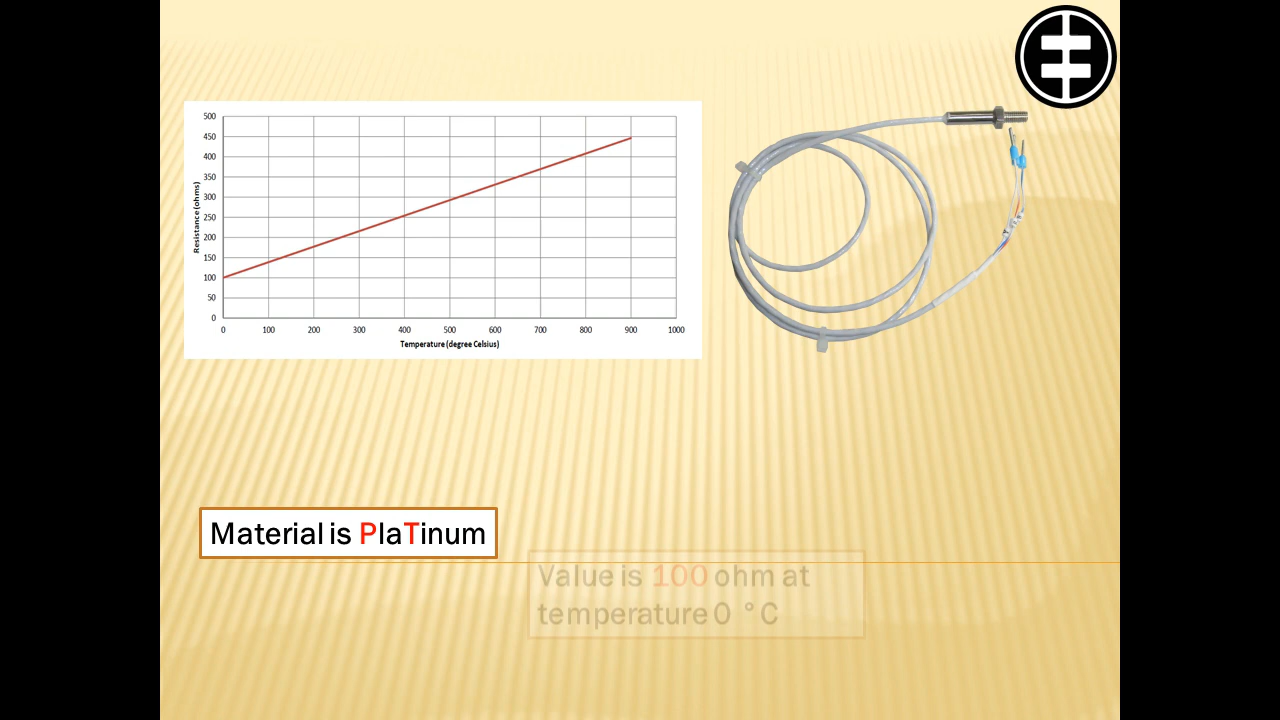 500
450
400
350
300
250
200
150
100
50
0
Resistance (ohms)
0 100 200 300 400 500 600 700 800 900 1000
Temperature (degree Celsius)
Material is PlaTinum
Value is 100 ohm at
temperature 0 °C